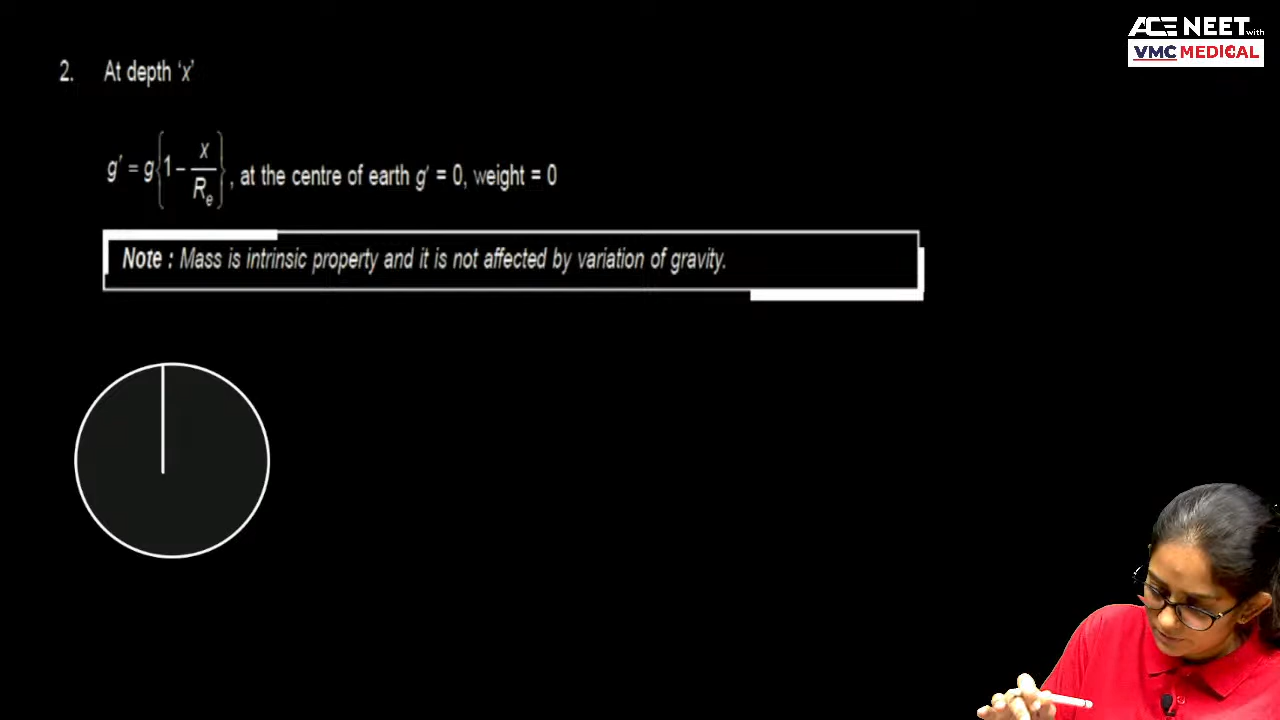 ACE NEET with
VMC MEDICAL
2. At depth ‘x’
g′ = g{1 − x/Rₑ}, at the centre of earth g′ = 0, weight = 0
Note : Mass is intrinsic property and it is not affected by variation of gravity.